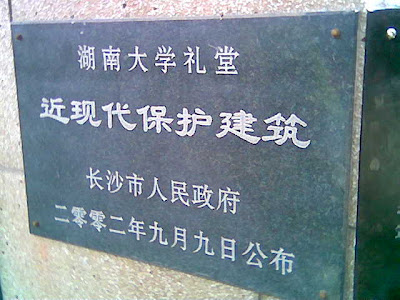 湖南大学礼堂
近现代保护建筑
长沙市人民政府
二零零二年九月九日公布